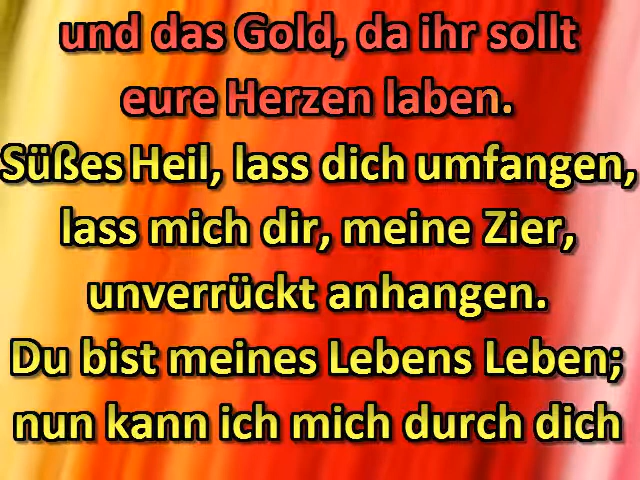 und das Gold, da ihr sollt
eure Herzen laben.
Süßes Heil, lass dich umfangen,
lass mich dir, meine Zier,
unverrückt anhangen.
Du bist meines Lebens Leben;
nun kann ich mich durch dich